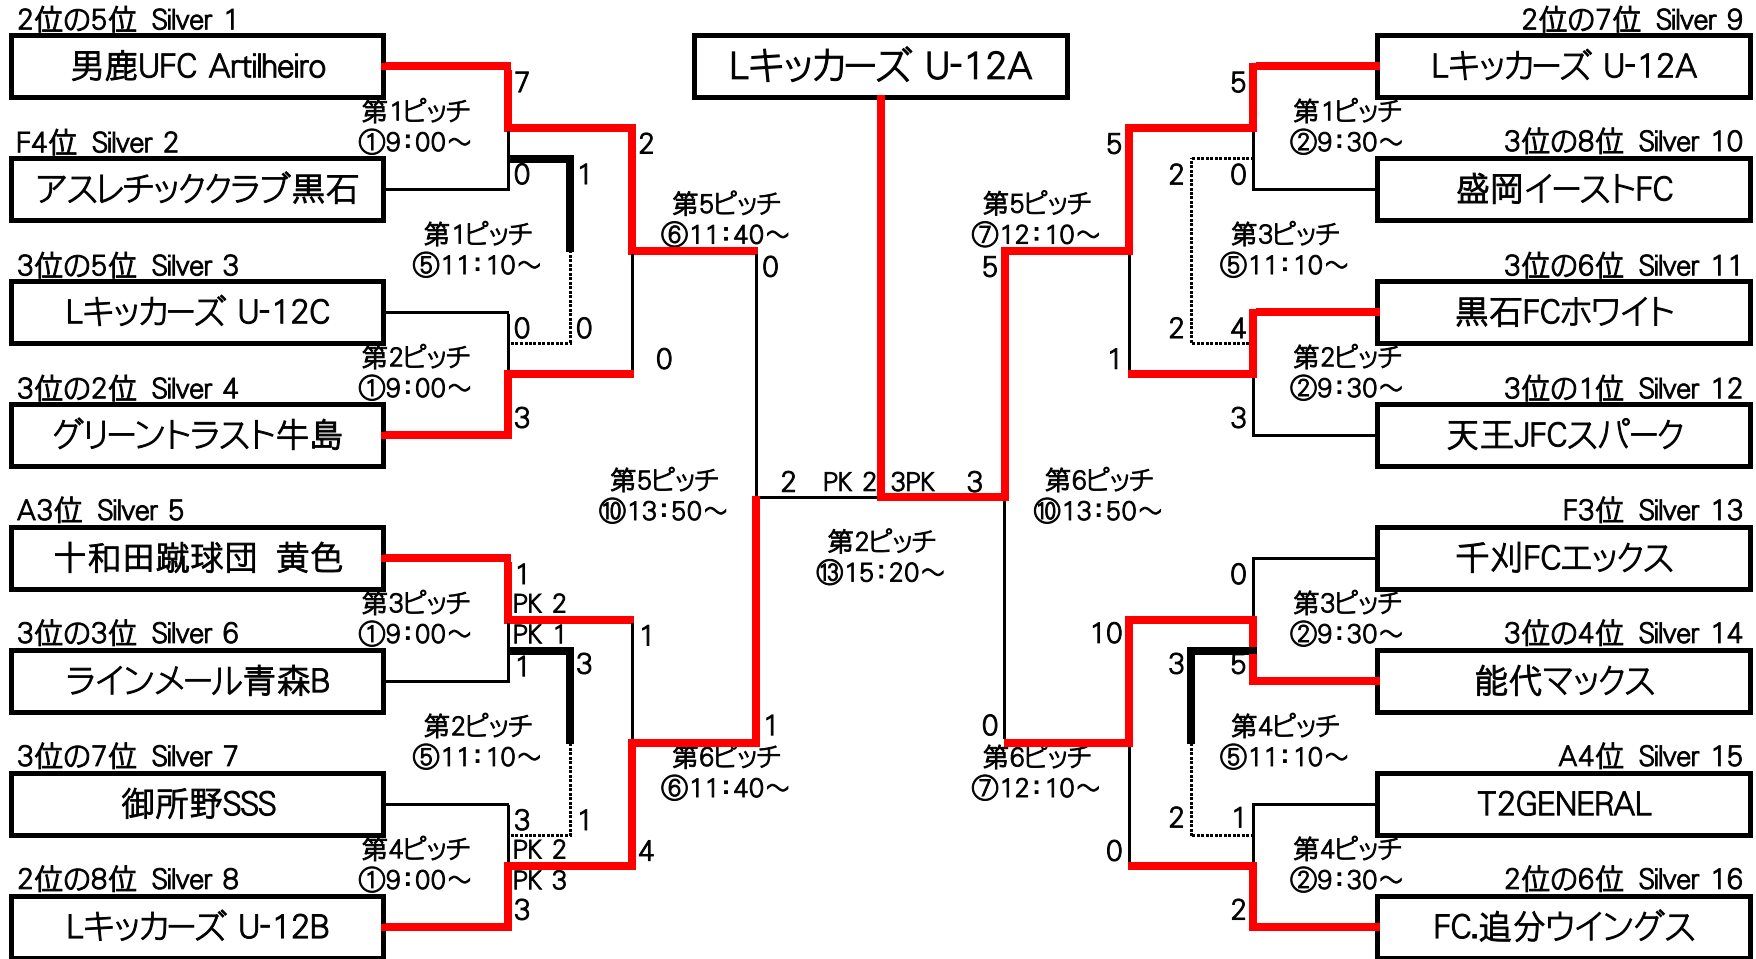 2位の5位 Silver 1
男鹿UFC Artilheiro
7
第1ピッチ
①9:00～
F4位 Silver 2
アスレチッククラブ黒石
0
1
2
第1ピッチ
⑤11:10～
3位の5位 Silver 3
Lキッカーズ U-12C
0
0
第2ピッチ
①9:00～
3位の2位 Silver 4
グリーントラスト牛島
3
0
第5ピッチ
⑥11:40～
0
A3位 Silver 5
十和田蹴球団 黄色
1
第3ピッチ
PK 2
①9:00～
PK 1
3位の3位 Silver 6
ラインメール青森B
1
3
1
第2ピッチ
⑤11:10～
3位の7位 Silver 7
御所野SSS
3
1
第4ピッチ
PK 2
①9:00～
PK 3
2位の8位 Silver 8
Lキッカーズ U-12B
3
4
第6ピッチ
⑥11:40～
1
第5ピッチ
⑩13:50～
Lキッカーズ U-12A
2 PK 2 3PK 3
第2ピッチ
⑬15:20～
2位の7位 Silver 9
Lキッカーズ U-12A
5
第1ピッチ
②9:30～
3位の8位 Silver 10
盛岡イーストFC
0
2
5
第3ピッチ
⑤11:10～
3位の6位 Silver 11
黒石FCホワイト
4
2
第2ピッチ
②9:30～
3位の1位 Silver 12
天王JFCスパーク
3
1
第5ピッチ
⑦12:10～
5
第6ピッチ
⑩13:50～
F3位 Silver 13
千刈FCエックス
0
第3ピッチ
②9:30～
3位の4位 Silver 14
能代マックス
5
3
10
第4ピッチ
⑤11:10～
A4位 Silver 15
T2GENERAL
1
2
第4ピッチ
②9:30～
2位の6位 Silver 16
FC.追分ウイングス
2
0
0
第6ピッチ
⑦12:10～